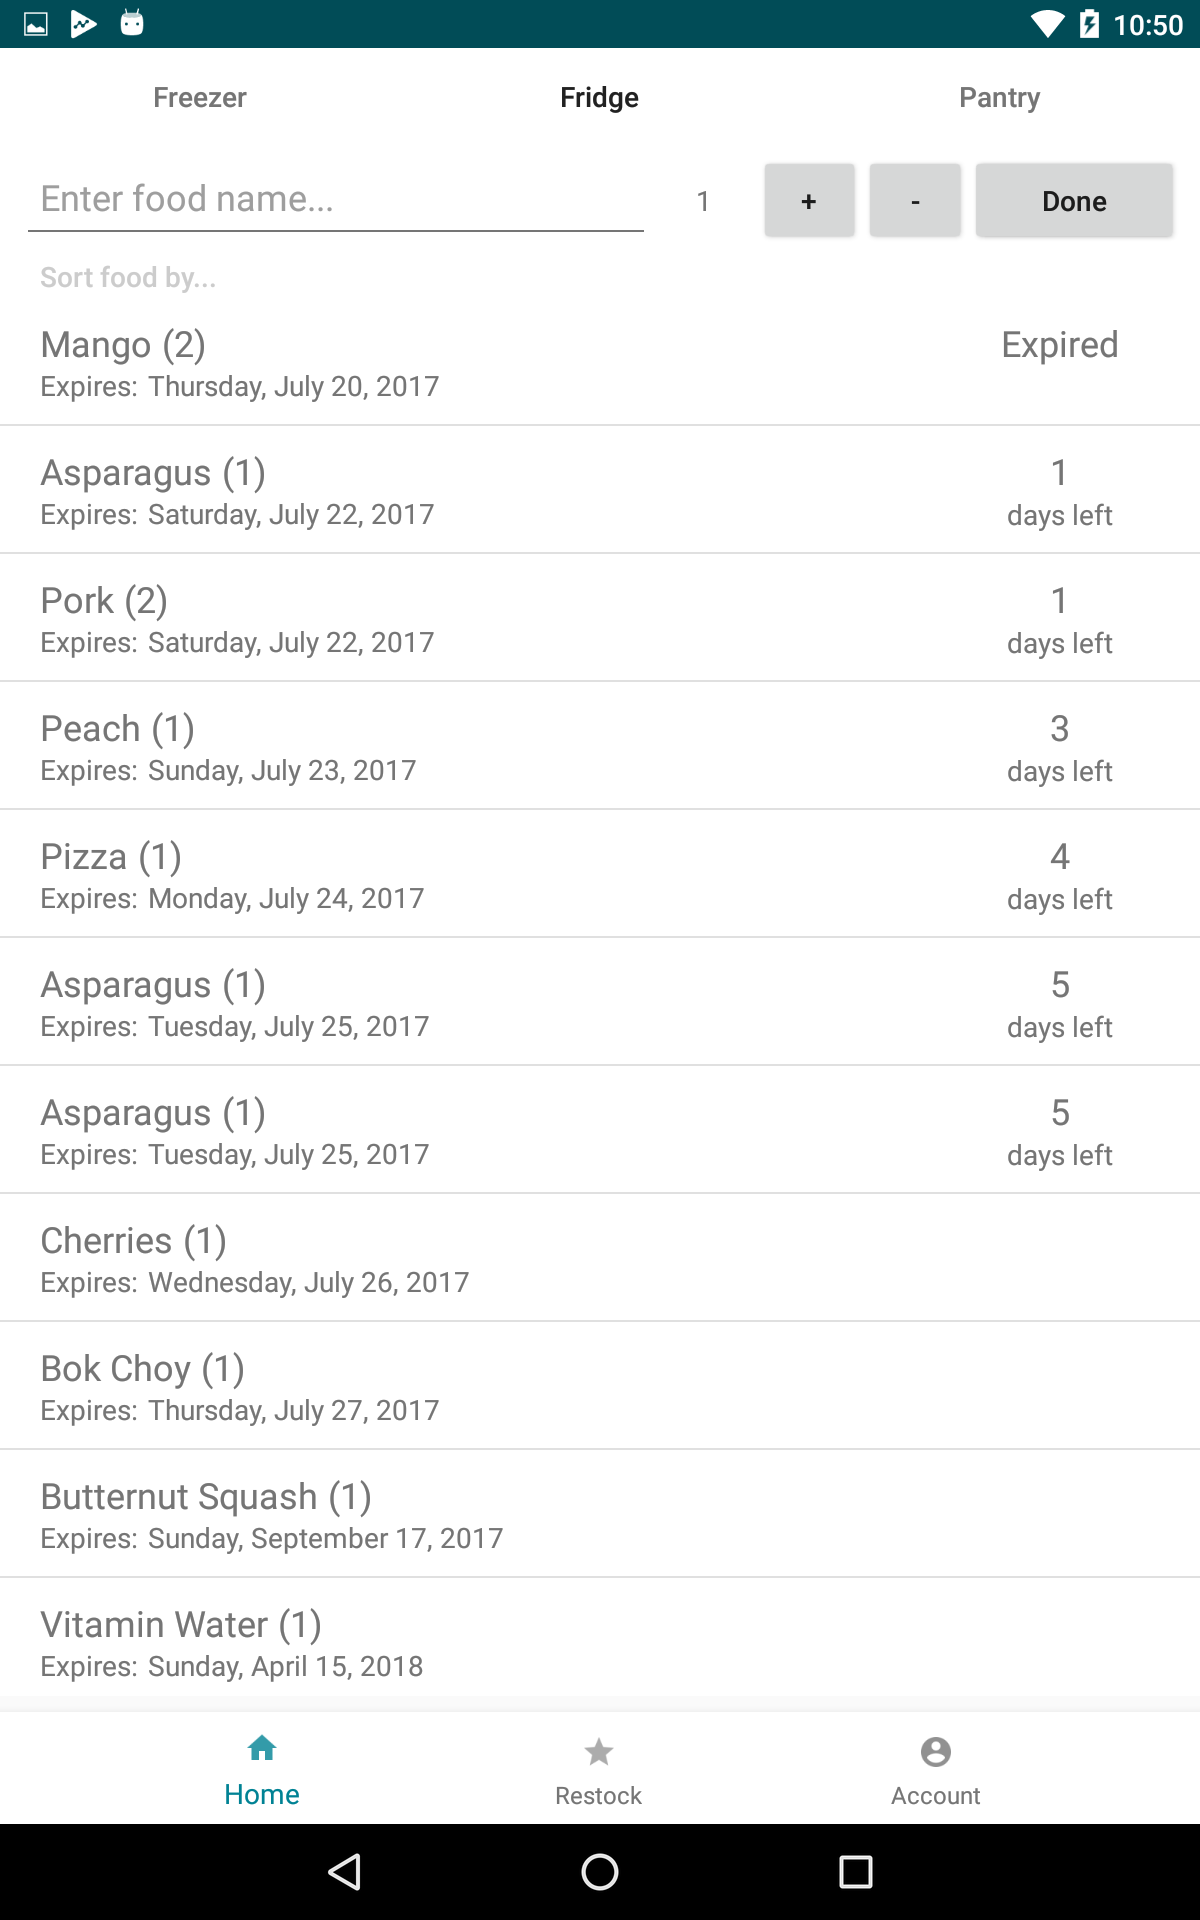 10:50
Freezer Fridge Pantry
Enter food name... 1 + - Done
Sort food by...
Mango (2) Expired
Expires: Thursday, July 20, 2017
Asparagus (1) 1
Expires: Saturday, July 22, 2017 days left
Pork (2) 1
Expires: Saturday, July 22, 2017 days left
Peach (1) 3
Expires: Sunday, July 23, 2017 days left
Pizza (1) 4
Expires: Monday, July 24, 2017 days left
Asparagus (1) 5
Expires: Tuesday, July 25, 2017 days left
Asparagus (1) 5
Expires: Tuesday, July 25, 2017 days left
Cherries (1)
Expires: Wednesday, July 26, 2017
Bok Choy (1)
Expires: Thursday, July 27, 2017
Butternut Squash (1)
Expires: Sunday, September 17, 2017
Vitamin Water (1)
Expires: Sunday, April 15, 2018
Home Restock Account